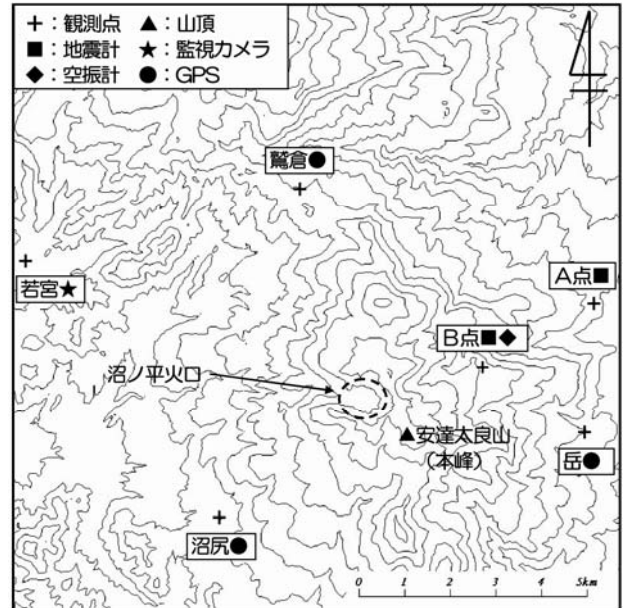 ＋：観測点 ▲：山頂
■：地震計 ★：監視カメラ
◆：空振計 ●：GPS
鷲倉●
若宮★
A点■
B点■◆
沼ノ平火口
▲安達太良山
（本峰）
岳●
沼尻●
0 1 2 3 4 5km